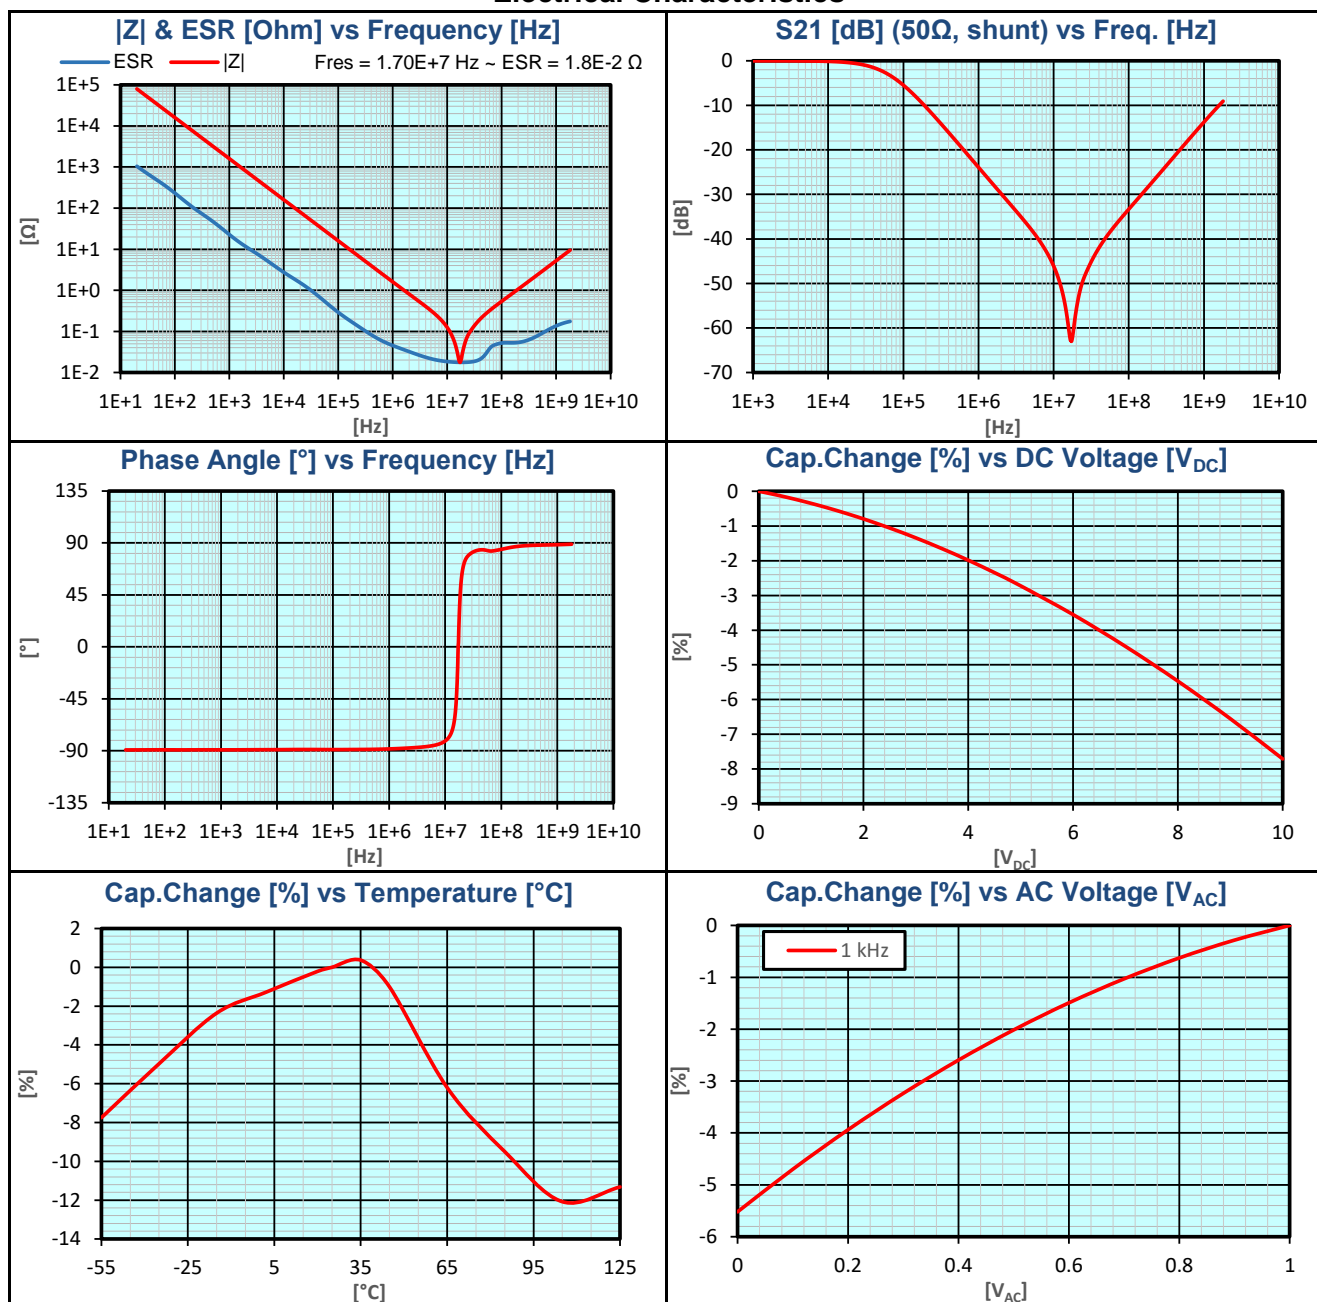 |Z| & ESR [Ohm] vs Frequency [Hz]
ESR |Z| Fres = 1.70E+7 Hz ~ ESR = 1.8E-2 Ω
1E+5
1E+4
1E+3
1E+2
1E+1
1E+0
1E-1
1E-2
[Ω]
1E+1 1E+2 1E+3 1E+4 1E+5 1E+6 1E+7 1E+8 1E+9 1E+10
[Hz]
S21 [dB] (50Ω, shunt) vs Freq. [Hz]
0
-10
-20
-30
-40
-50
-60
-70
[dB]
1E+3 1E+4 1E+5 1E+6 1E+7 1E+8 1E+9 1E+10
[Hz]
Phase Angle [°] vs Frequency [Hz]
135
90
45
0
-45
-90
-135
[°]
1E+1 1E+2 1E+3 1E+4 1E+5 1E+6 1E+7 1E+8 1E+9 1E+10
[Hz]
Cap.Change [%] vs DC Voltage [VDC]
0
-1
-2
-3
-4
-5
-6
-7
-8
-9
[%]
0 2 4 6 8 10
[VDC]
Cap.Change [%] vs Temperature [°C]
2
0
-2
-4
-6
-8
-10
-12
-14
[%]
-55 -25 5 35 65 95 125
[°C]
Cap.Change [%] vs AC Voltage [VAC]
1 kHz
0
-1
-2
-3
-4
-5
-6
[%]
0 0.2 0.4 0.6 0.8 1
[VAC]